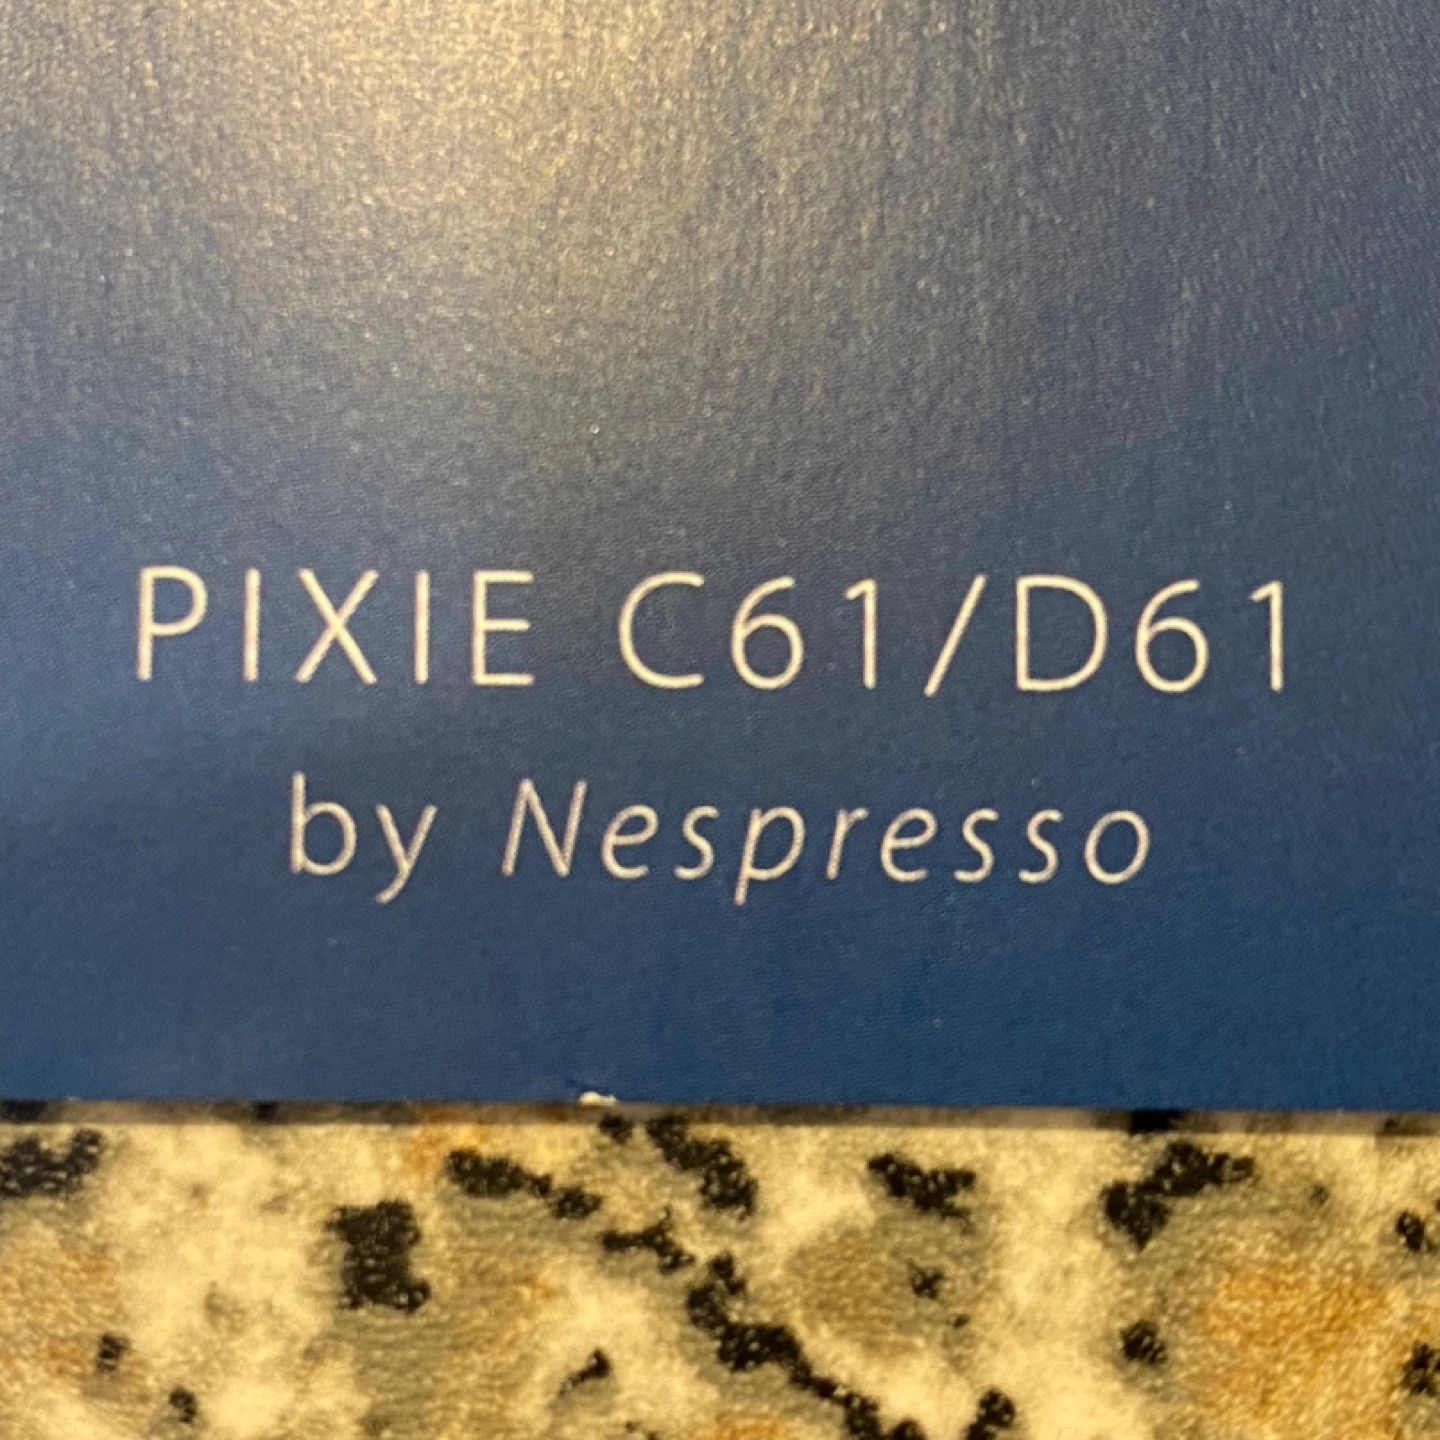 PIXIE C61/D61
by Nespresso